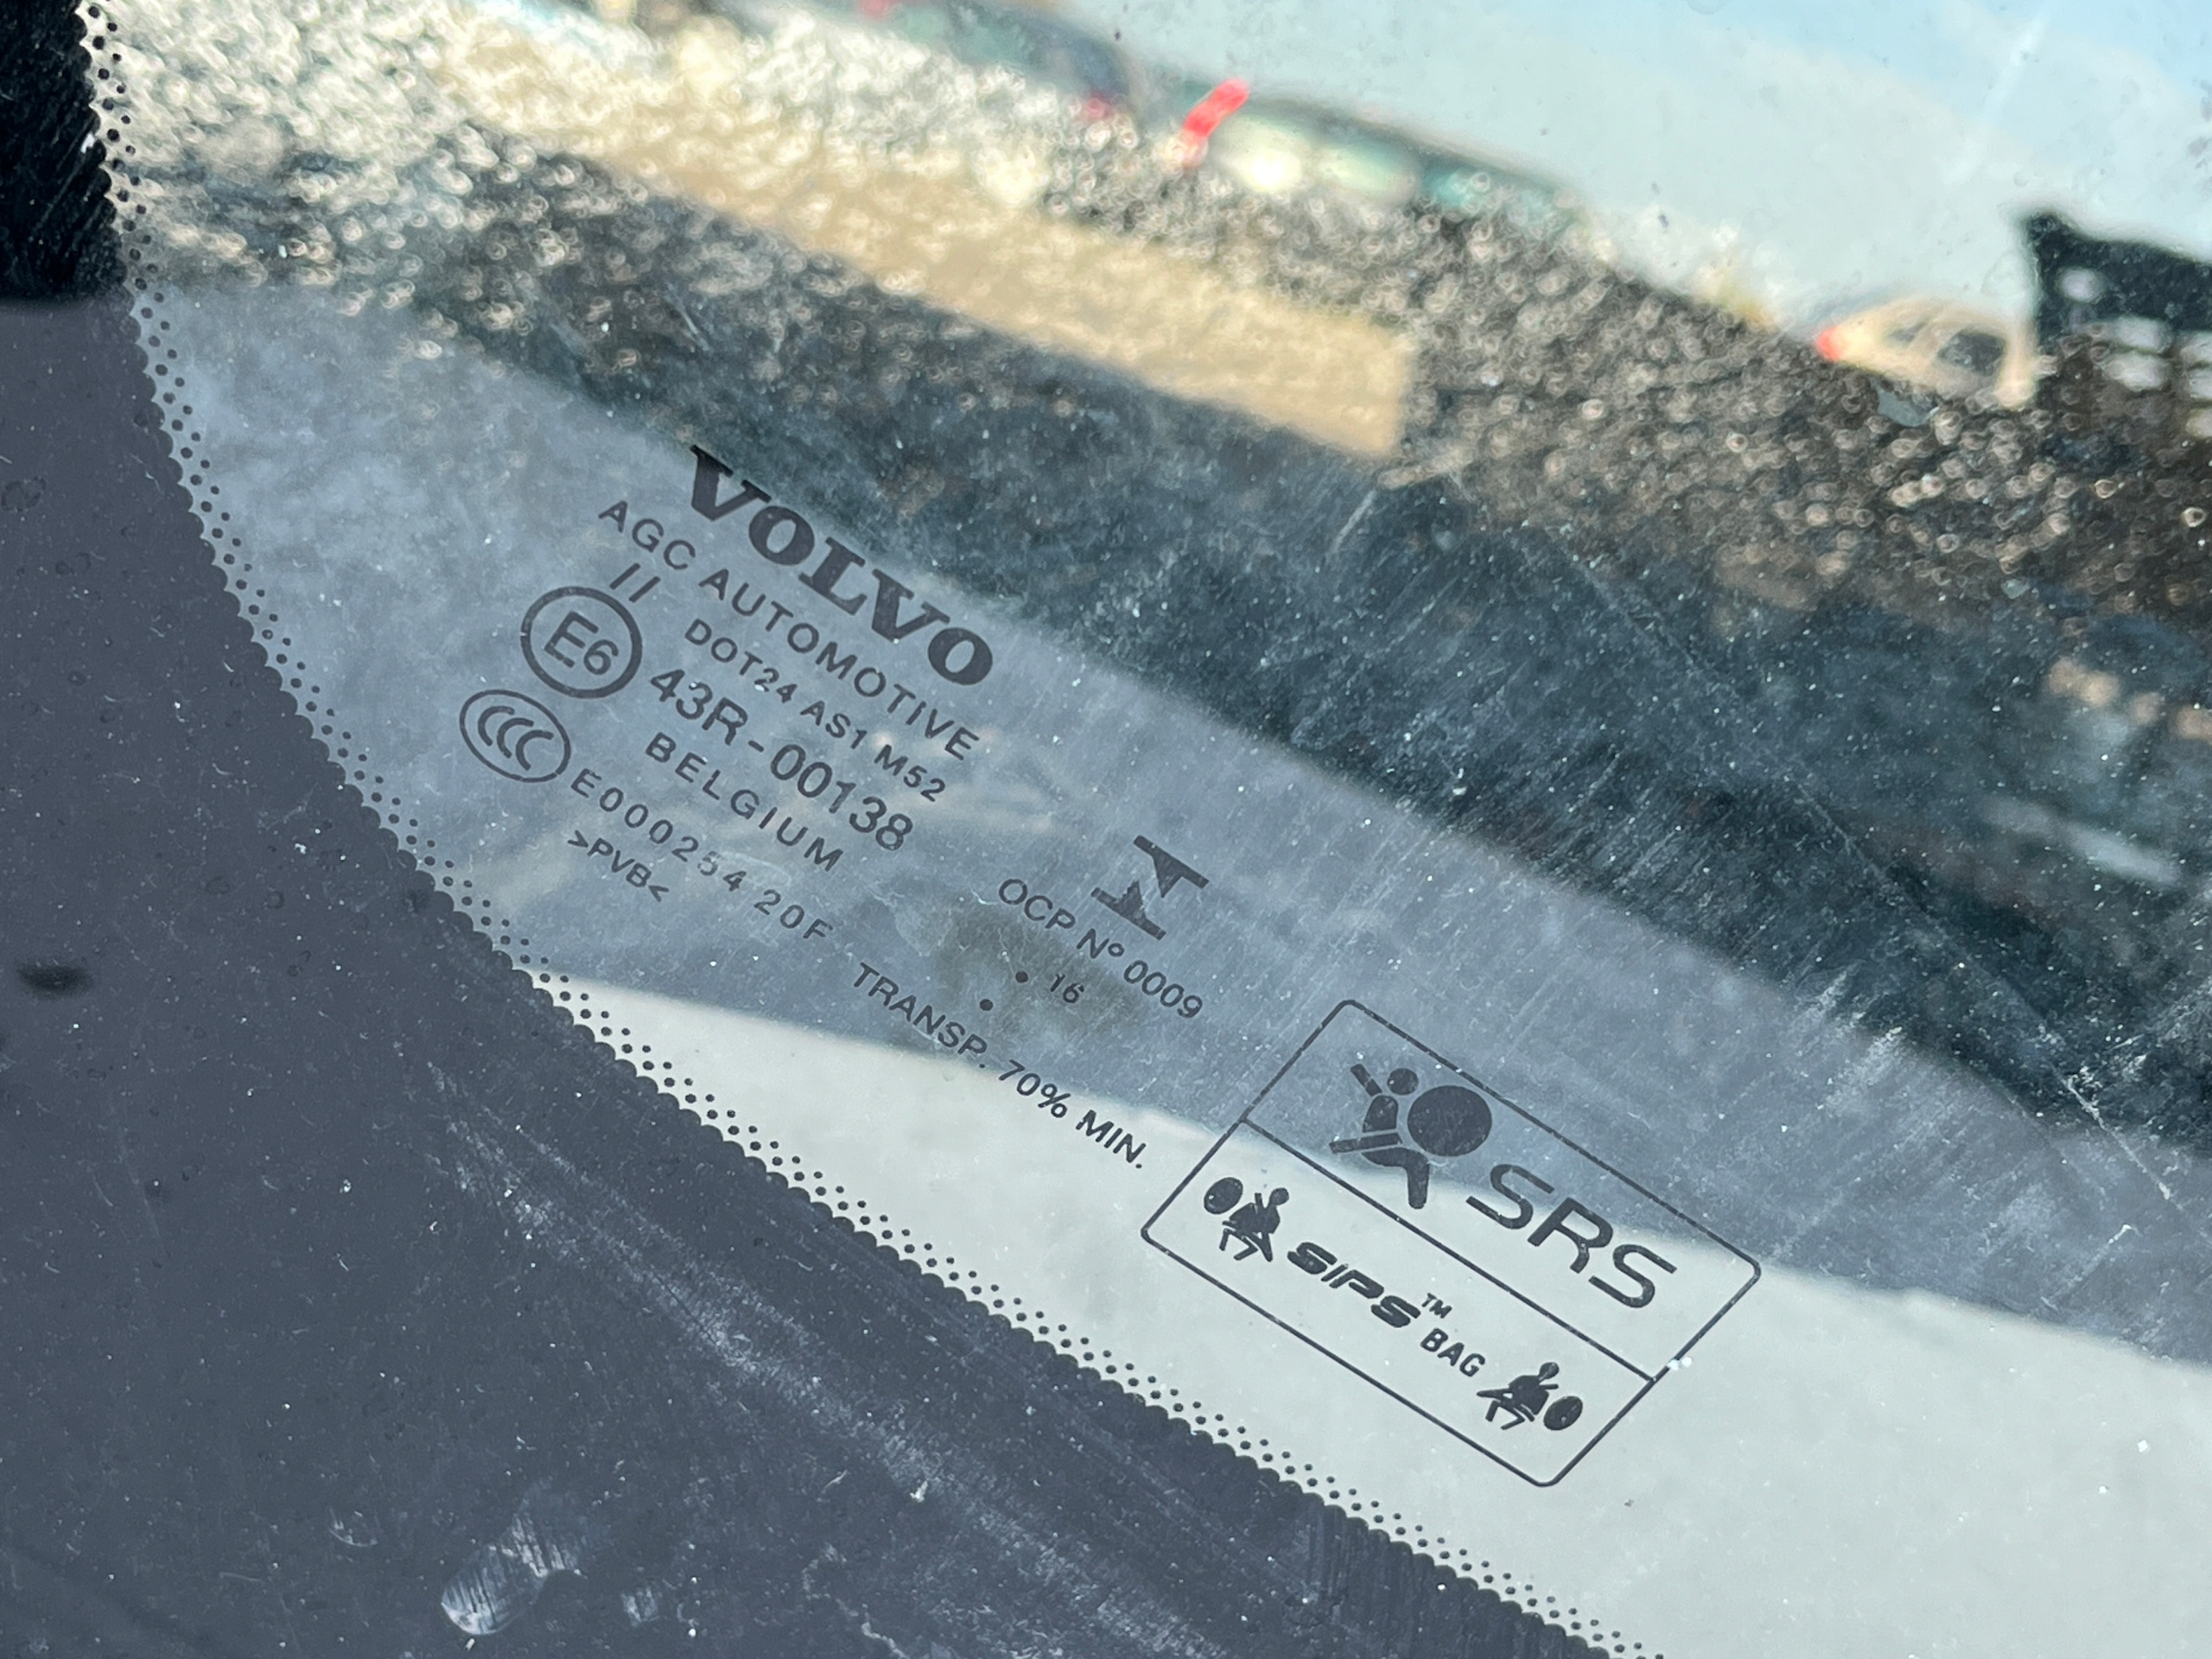 VOLVO
AGC AUTOMOTIVE
II DOT24 AS1 M52
E6 43R-00138
BELGIUM
CCC E000254 20F
>PVB<
OCP Nº 0009
• 16
•
TRANSP. 70% MIN.
SRS
SIPS™ BAG